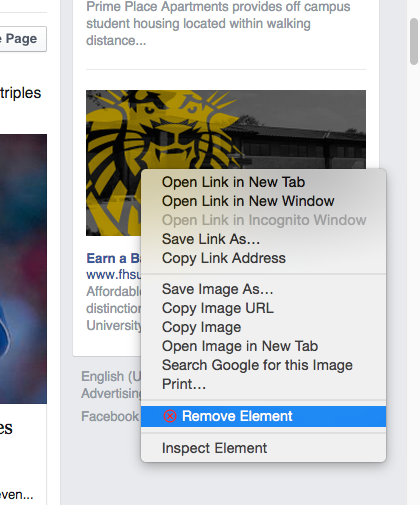 Prime Place Apartments provides off campus
student housing located within walking
distance...
Page
triples
Open Link in New Tab
Open Link in New Window
Open Link in Incognito Window
Save Link As...
Copy Link Address
Save Image As...
Copy Image URL
Copy Image
Open Image in New Tab
Search Google for this Image
Print...
Remove Element
Inspect Element
Earn a Ba
www.fhsu
Affordabl
distinction
University
English (U
Advertising
Facebook
es
even...